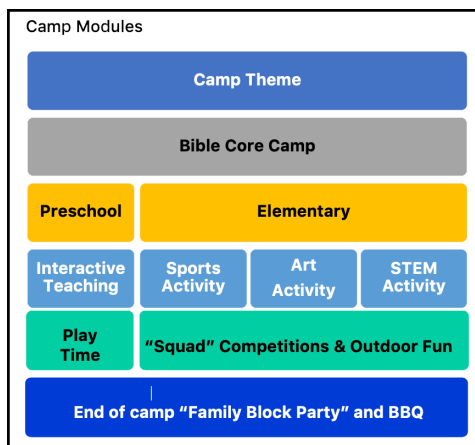 Camp Modules
Camp Theme
Bible Core Camp
Preschool
Elementary
Interactive
Teaching
Sports
Activity
Art
Activity
STEM
Activity
Play
Time
“Squad” Competitions & Outdoor Fun
End of camp “Family Block Party” and BBQ